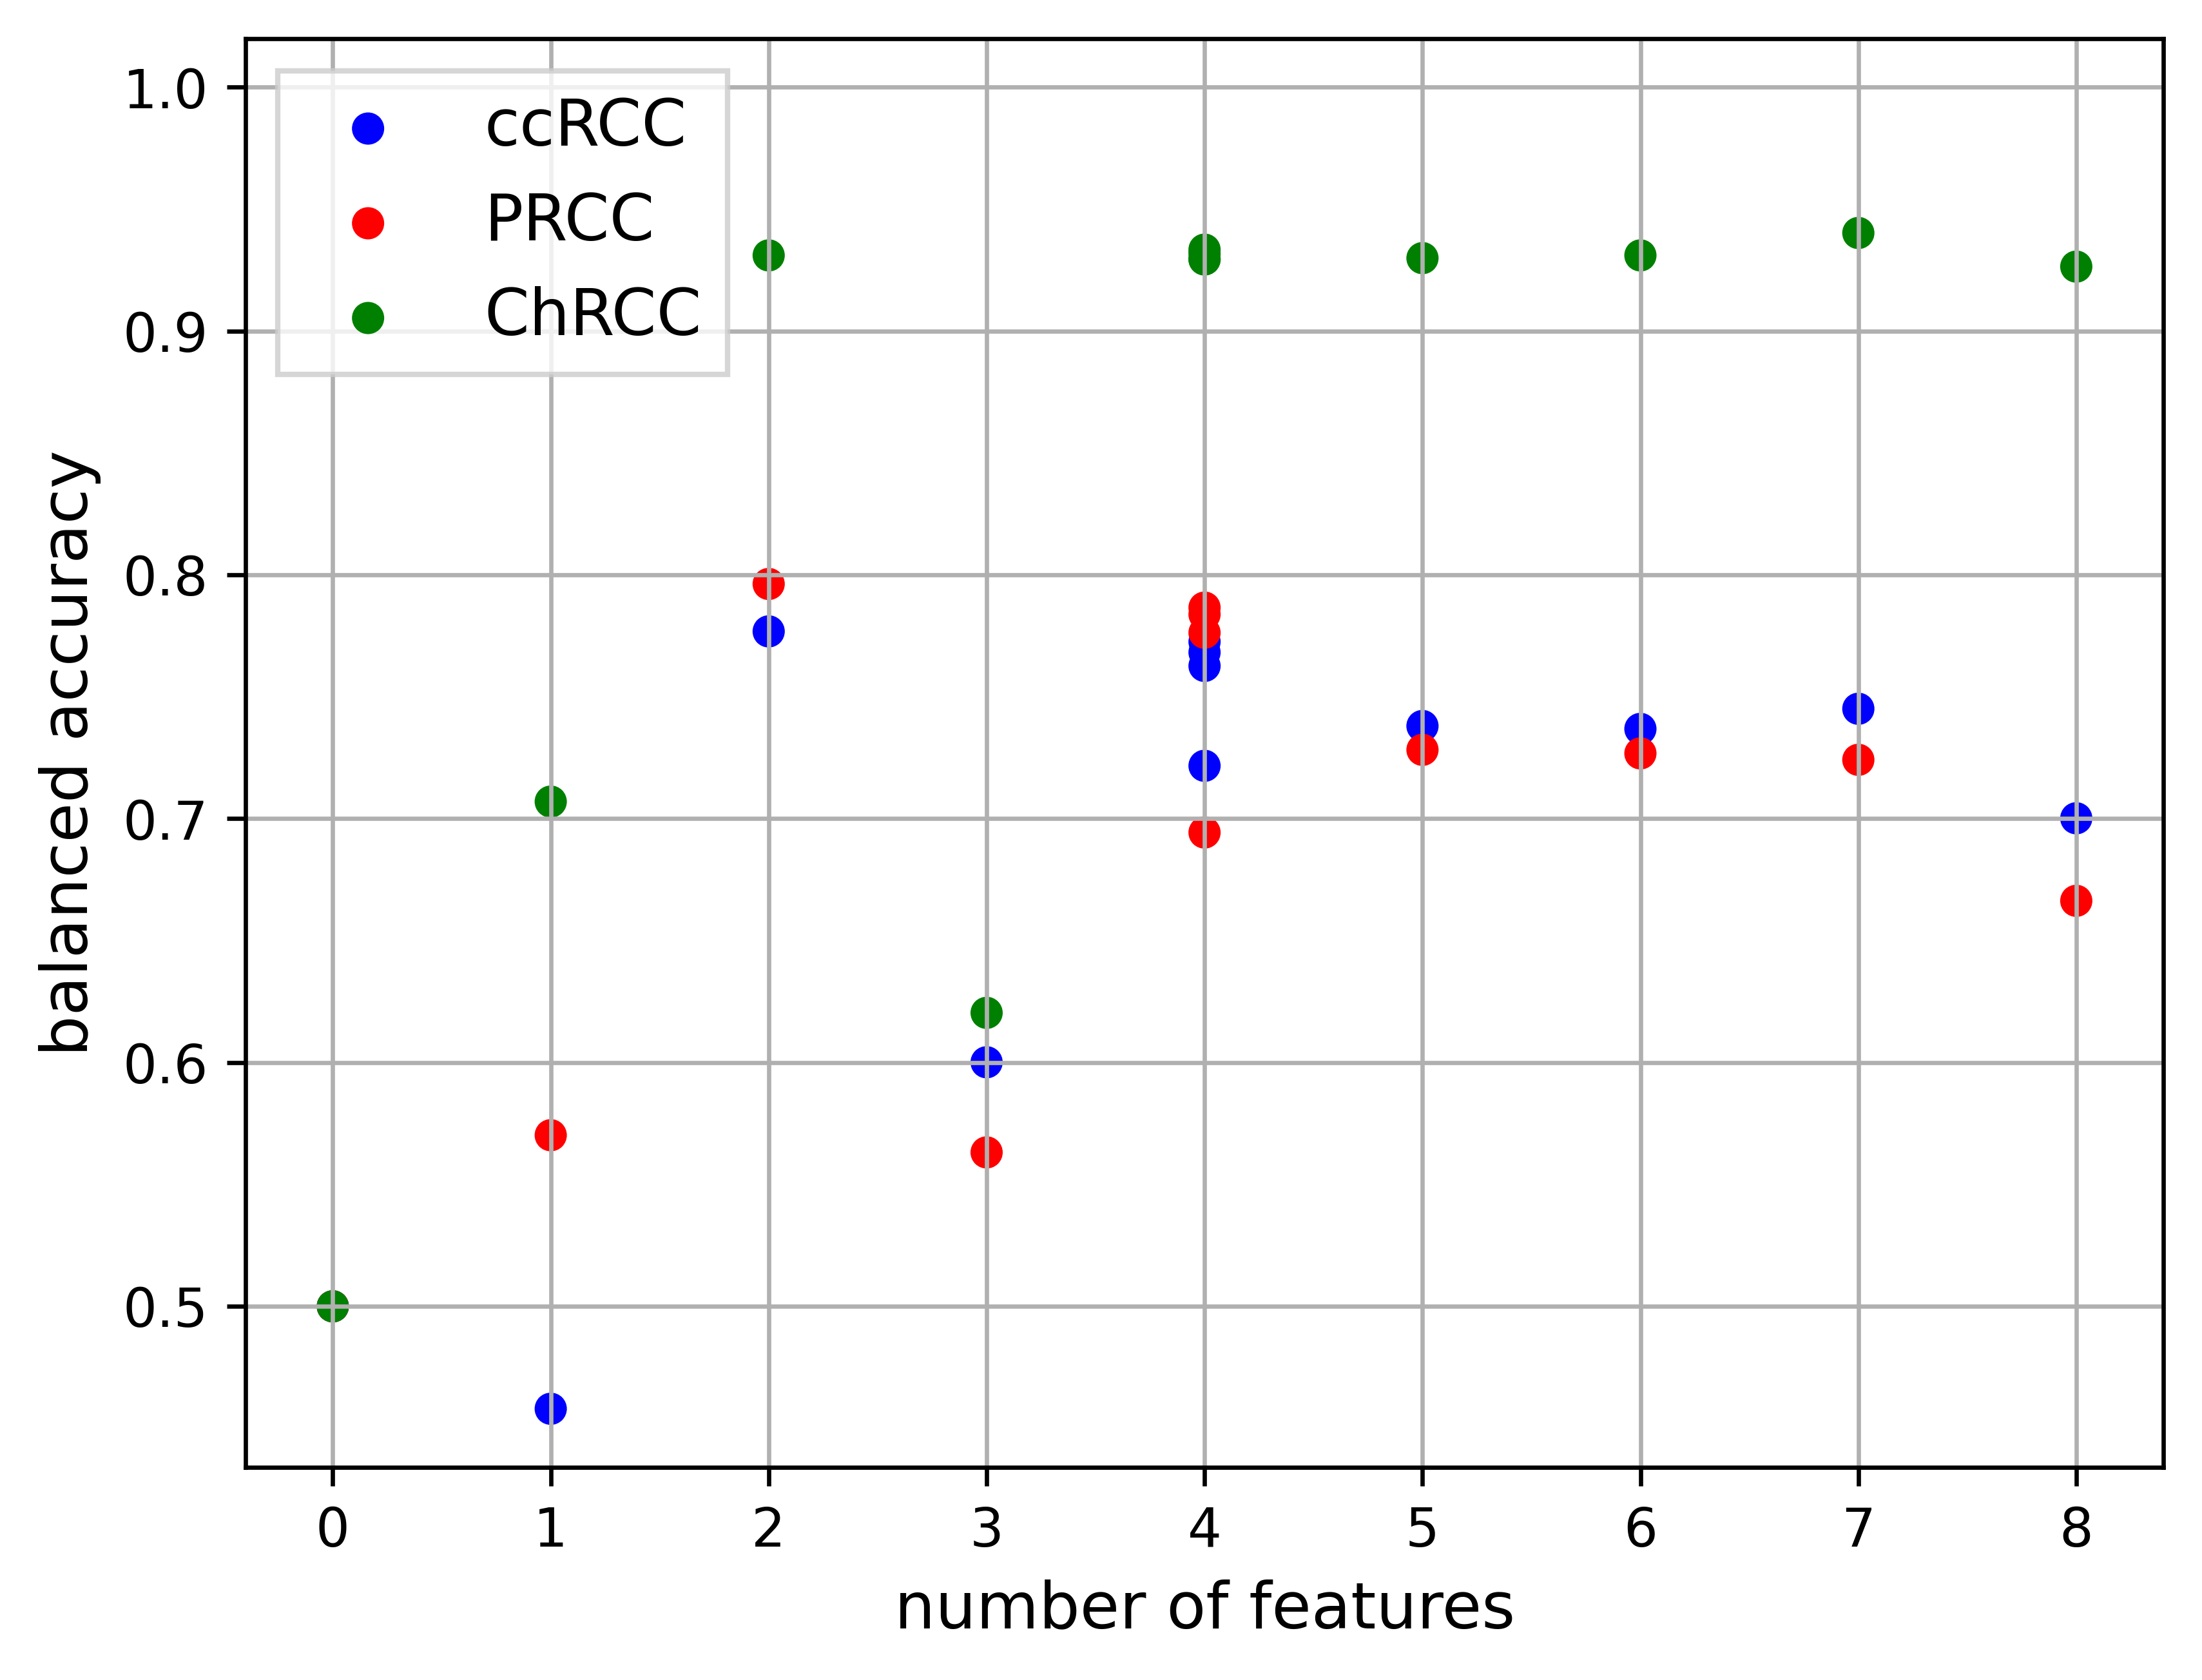 ccRCC
PRCC
ChRCC
1.0
0.9
0.8
0.7
0.6
0.5
balanced accuracy
0 1 2 3 4 5 6 7 8
number of features